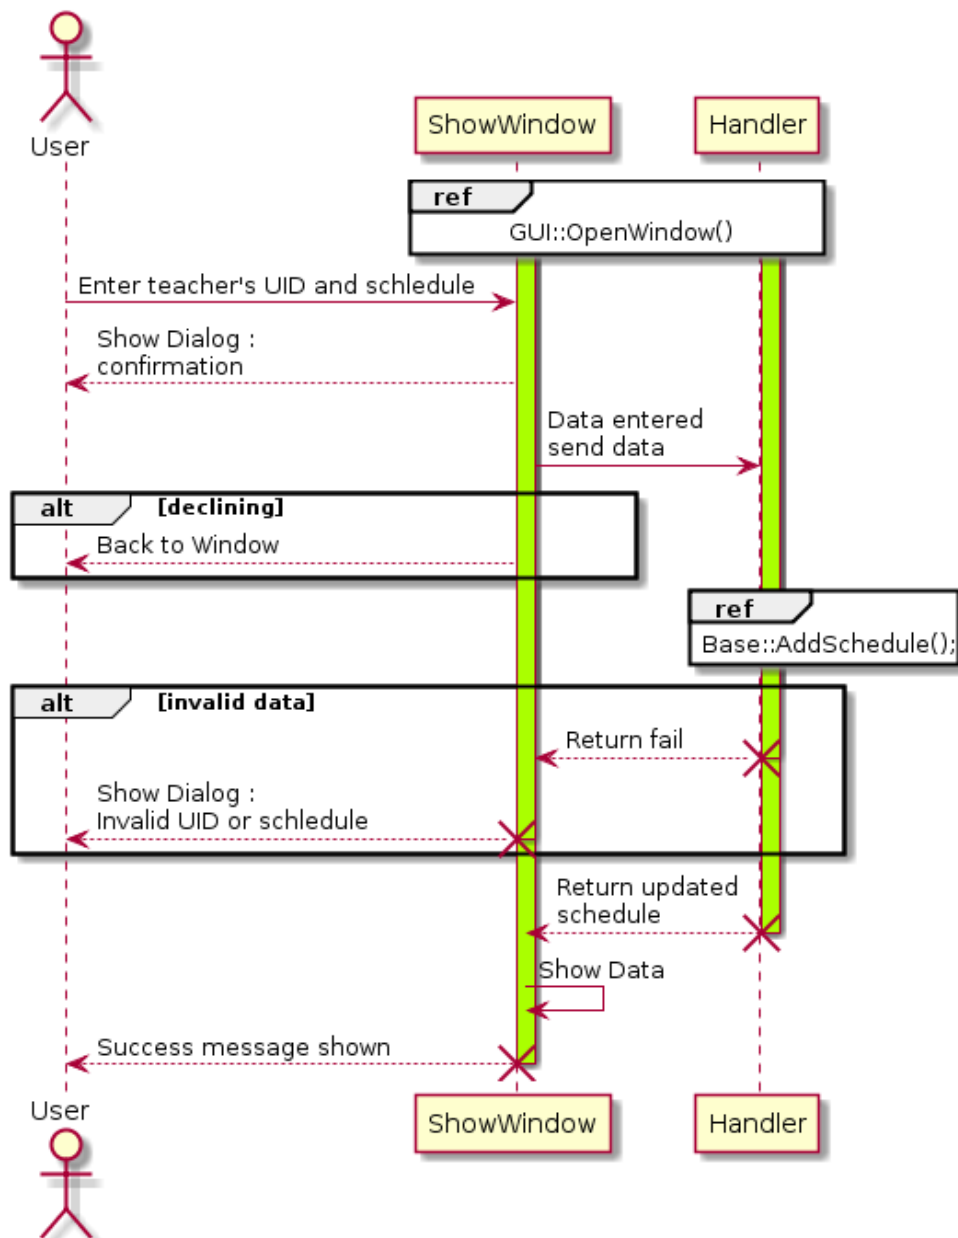 User
ShowWindow
Handler
ref
GUI::OpenWindow()
Enter teacher's UID and schledule
Show Dialog :
confirmation
Data entered
send data
alt [declining]
Back to Window
ref
Base::AddSchedule();
alt [invalid data]
Return fail
Show Dialog :
Invalid UID or schledule
Return updated
schedule
Show Data
Success message shown
User
ShowWindow
Handler